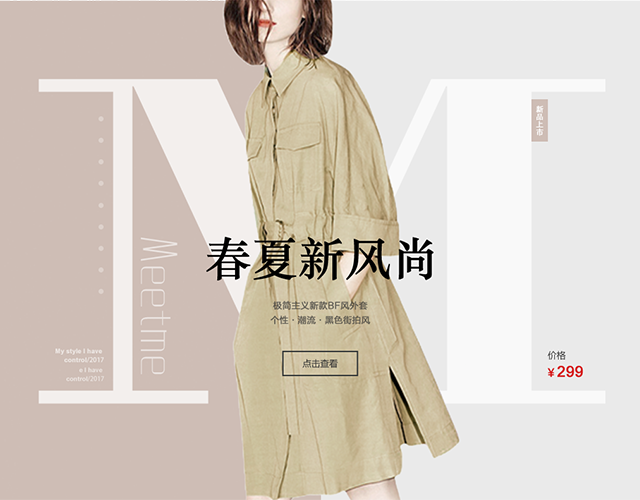 M
新品上市
Meetme
春夏新风尚
极简主义新款BF风外套
个性·潮流·黑色街拍风
点击查看
My style I have
control/2017
e I have
control/2017
价格
¥299